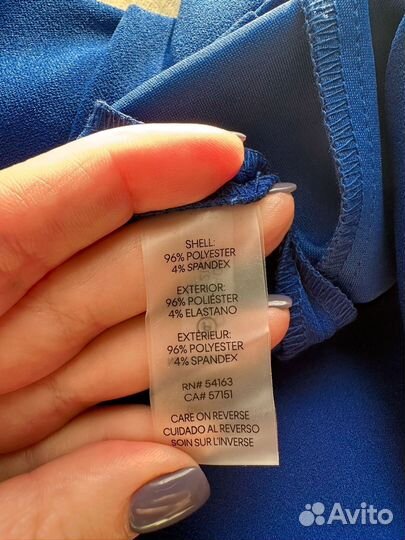 SHELL:
96% POLYESTER
4% SPANDEX
EXTERIOR:
96% POLIÉSTER
4% ELASTANO
EXTÉRIEUR:
96% POLYESTER
4% SPANDEX
RN# 54163
CA# 57151
CARE ON REVERSE
CUIDADO AL REVERSO
SOIN SUR L'INVERSE
Avito